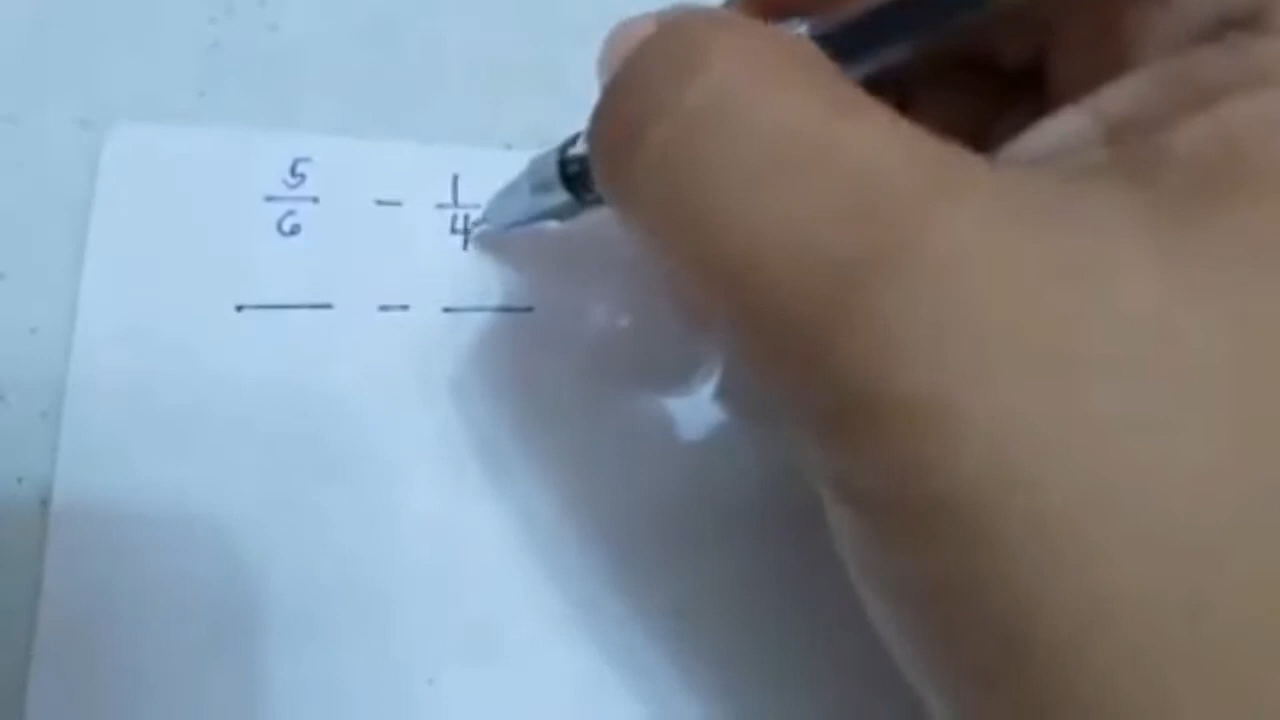 5/6 - 1/4
— - —